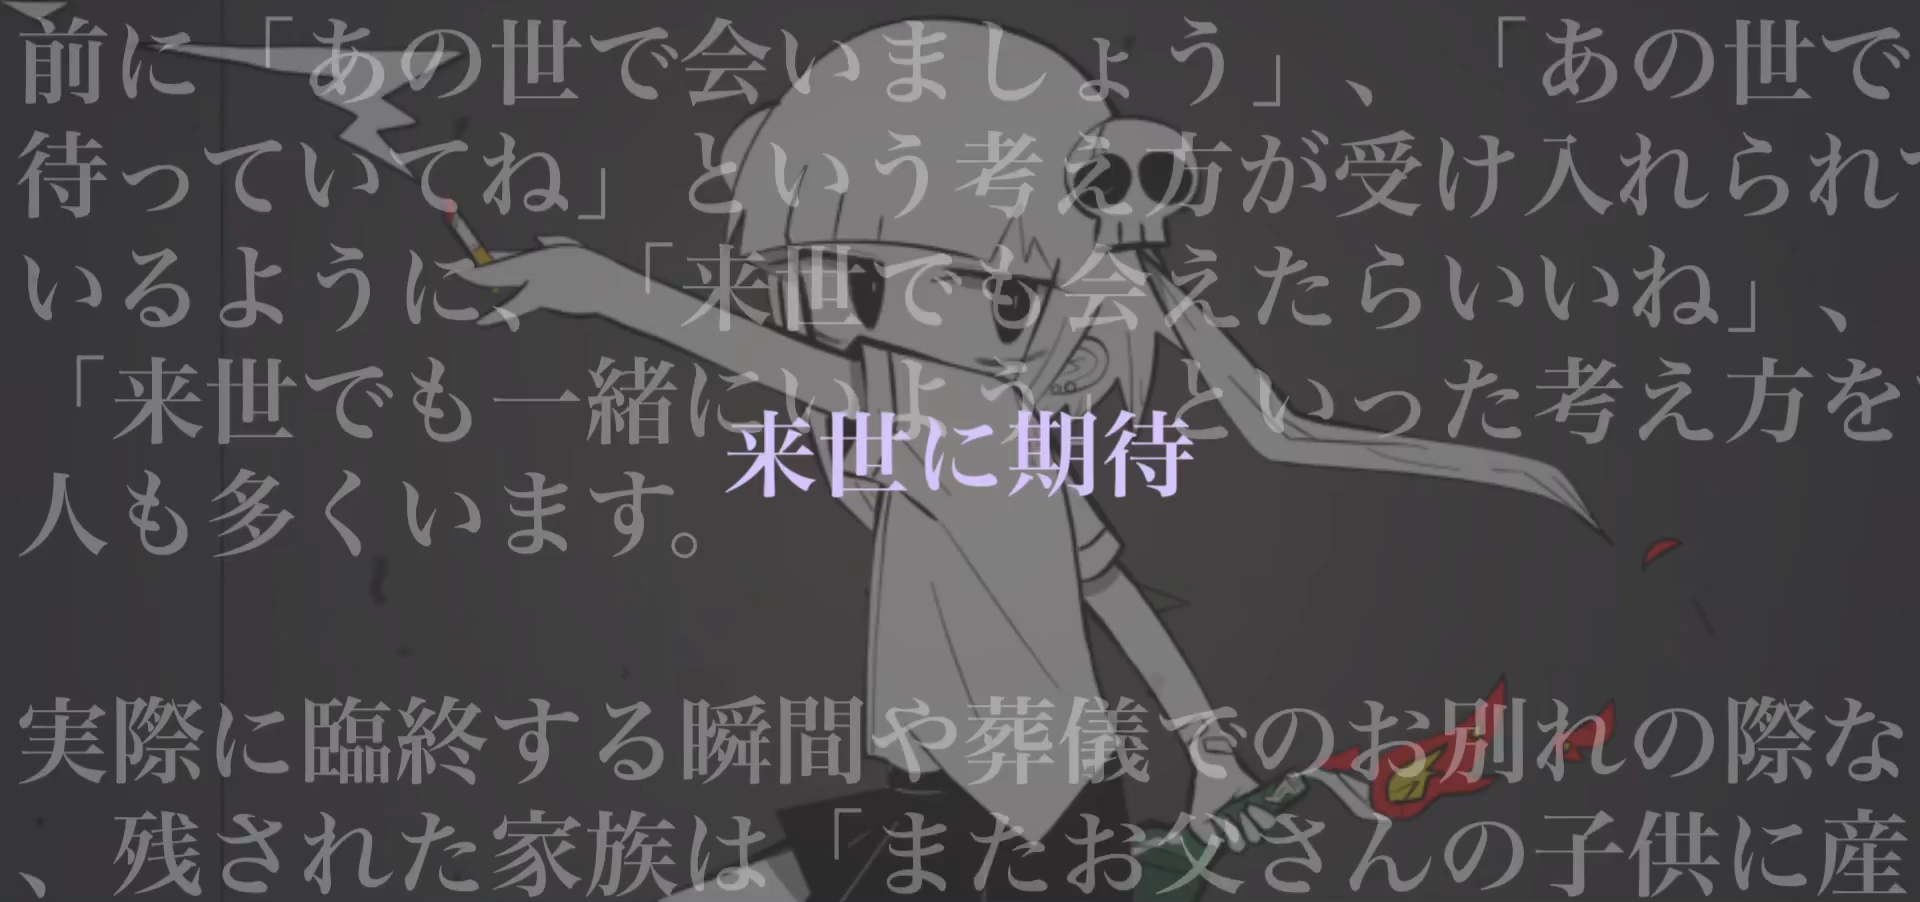 前に「あの世で会いましょう」、「あの世で
待っていてね」という考え方が受け入れられて
いるように、「来世でも会えたらいいね」、
「来世でも一緒にいよう」といった考え方を
人も多くいます。
来世に期待
実際に臨終する瞬間や葬儀でのお別れの際な
、残された家族は「またお父さんの子供に産